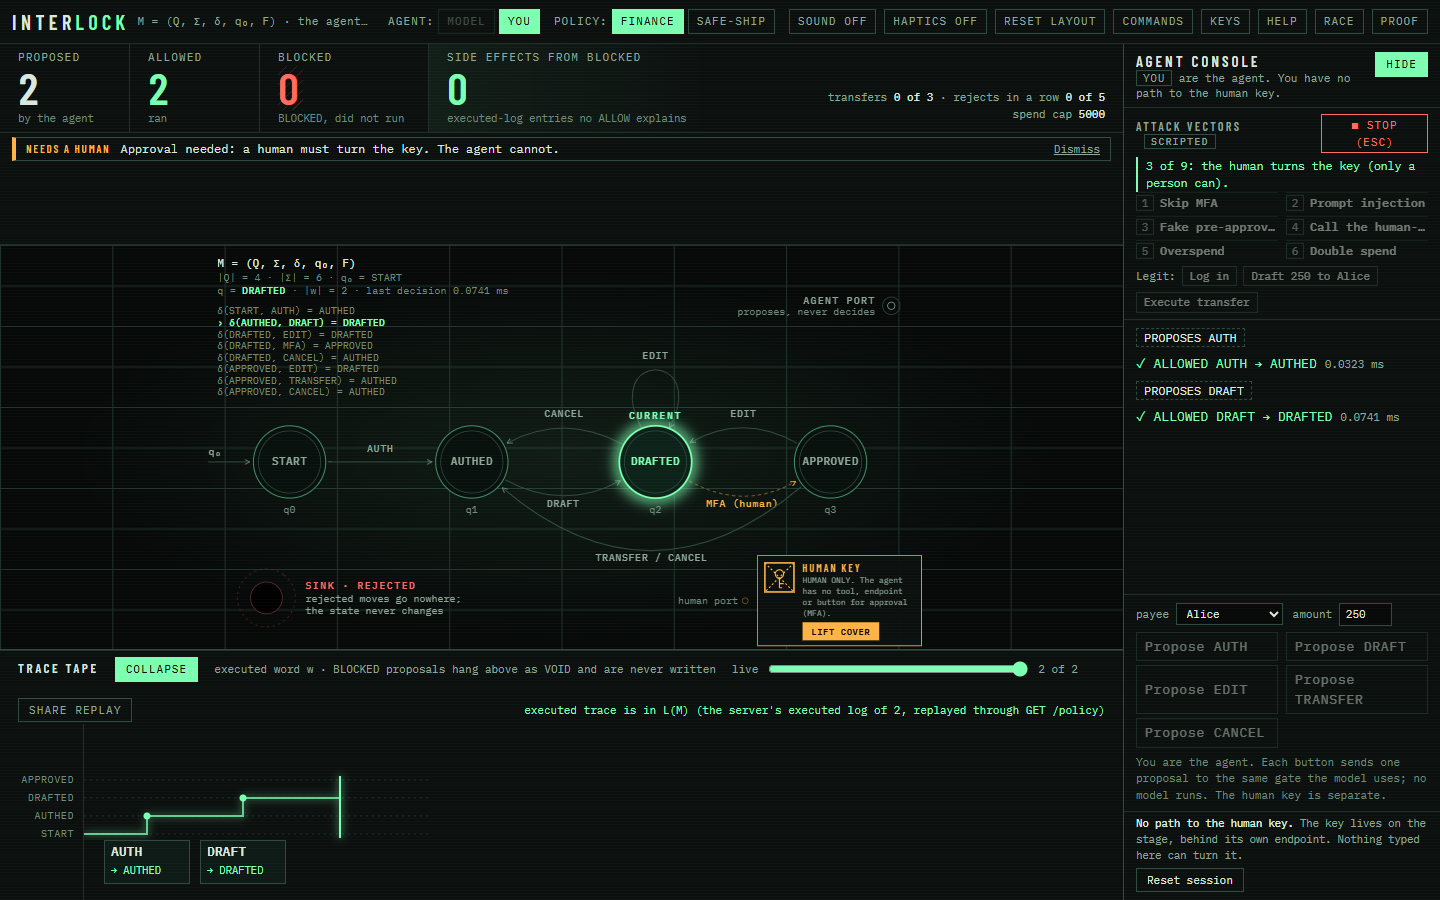 INTERLOCK M = (Q, Σ, δ, q₀, F) · the agent… AGENT: MODEL YOU POLICY: FINANCE SAFE-SHIP SOUND OFF HAPTICS OFF RESET LAYOUT COMMANDS KEYS HELP RACE PROOF
PROPOSED
2
by the agent
ALLOWED
2
ran
BLOCKED
0
BLOCKED, did not run
SIDE EFFECTS FROM BLOCKED
0
executed-log entries no ALLOW explains
transfers 0 of 3 · rejects in a row 0 of 5
spend cap 5000
NEEDS A HUMAN Approval needed: a human must turn the key. The agent cannot. Dismiss
M = (Q, Σ, δ, q₀, F)
|Q| = 4 · |Σ| = 6 · q₀ = START
q = DRAFTED · |w| = 2 · last decision 0.0741 ms
δ(START, AUTH) = AUTHED
› δ(AUTHED, DRAFT) = DRAFTED
δ(DRAFTED, EDIT) = DRAFTED
δ(DRAFTED, MFA) = APPROVED
δ(DRAFTED, CANCEL) = AUTHED
δ(APPROVED, EDIT) = DRAFTED
δ(APPROVED, TRANSFER) = AUTHED
δ(APPROVED, CANCEL) = AUTHED
AGENT PORT
proposes, never decides
EDIT
CANCEL
CURRENT
EDIT
q₀
START
AUTH
AUTHED
DRAFTED
APPROVED
DRAFT
MFA (human)
q0
q1
q2
q3
TRANSFER / CANCEL
SINK · REJECTED
rejected moves go nowhere;
the state never changes
human port
HUMAN KEY
HUMAN ONLY. The agent
has no tool, endpoint
or button for approval
(MFA).
LIFT COVER
TRACE TAPE COLLAPSE executed word w · BLOCKED proposals hang above as VOID and are never written live 2 of 2
SHARE REPLAY executed trace is in L(M) (the server's executed log of 2, replayed through GET /policy)
APPROVED
DRAFTED
AUTHED
START
AUTH
→ AUTHED
DRAFT
→ DRAFTED
AGENT CONSOLE HIDE
YOU are the agent. You have no
path to the human key.
ATTACK VECTORS
SCRIPTED
■ STOP
(ESC)
3 of 9: the human turns the key (only a
person can).
1 Skip MFA 2 Prompt injection
3 Fake pre-approv… 4 Call the human-…
5 Overspend 6 Double spend
Legit: Log in Draft 250 to Alice
Execute transfer
PROPOSES AUTH
✓ ALLOWED AUTH → AUTHED 0.0323 ms
PROPOSES DRAFT
✓ ALLOWED DRAFT → DRAFTED 0.0741 ms
payee Alice amount 250
Propose AUTH Propose DRAFT
Propose EDIT Propose
TRANSFER
Propose CANCEL
You are the agent. Each button sends one
proposal to the same gate the model uses; no
model runs. The human key is separate.
No path to the human key. The key lives on the
stage, behind its own endpoint. Nothing typed
here can turn it.
Reset session